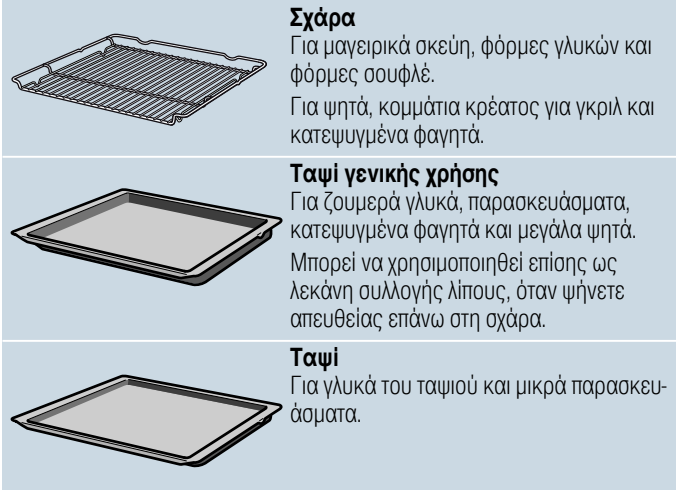 Σχάρα
Για μαγειρικά σκεύη, φόρμες γλυκών και
φόρμες σουφλέ.
Για ψητά, κομμάτια κρέατος για γκριλ και
κατεψυγμένα φαγητά.
Ταψί γενικής χρήσης
Για ζουμερά γλυκά, παρασκευάσματα,
κατεψυγμένα φαγητά και μεγάλα ψητά.
Μπορεί να χρησιμοποιηθεί επίσης ως
λεκάνη συλλογής λίπους, όταν ψήνετε
απευθείας επάνω στη σχάρα.
Ταψί
Για γλυκά του ταψιού και μικρά παρασκευ-
άσματα.